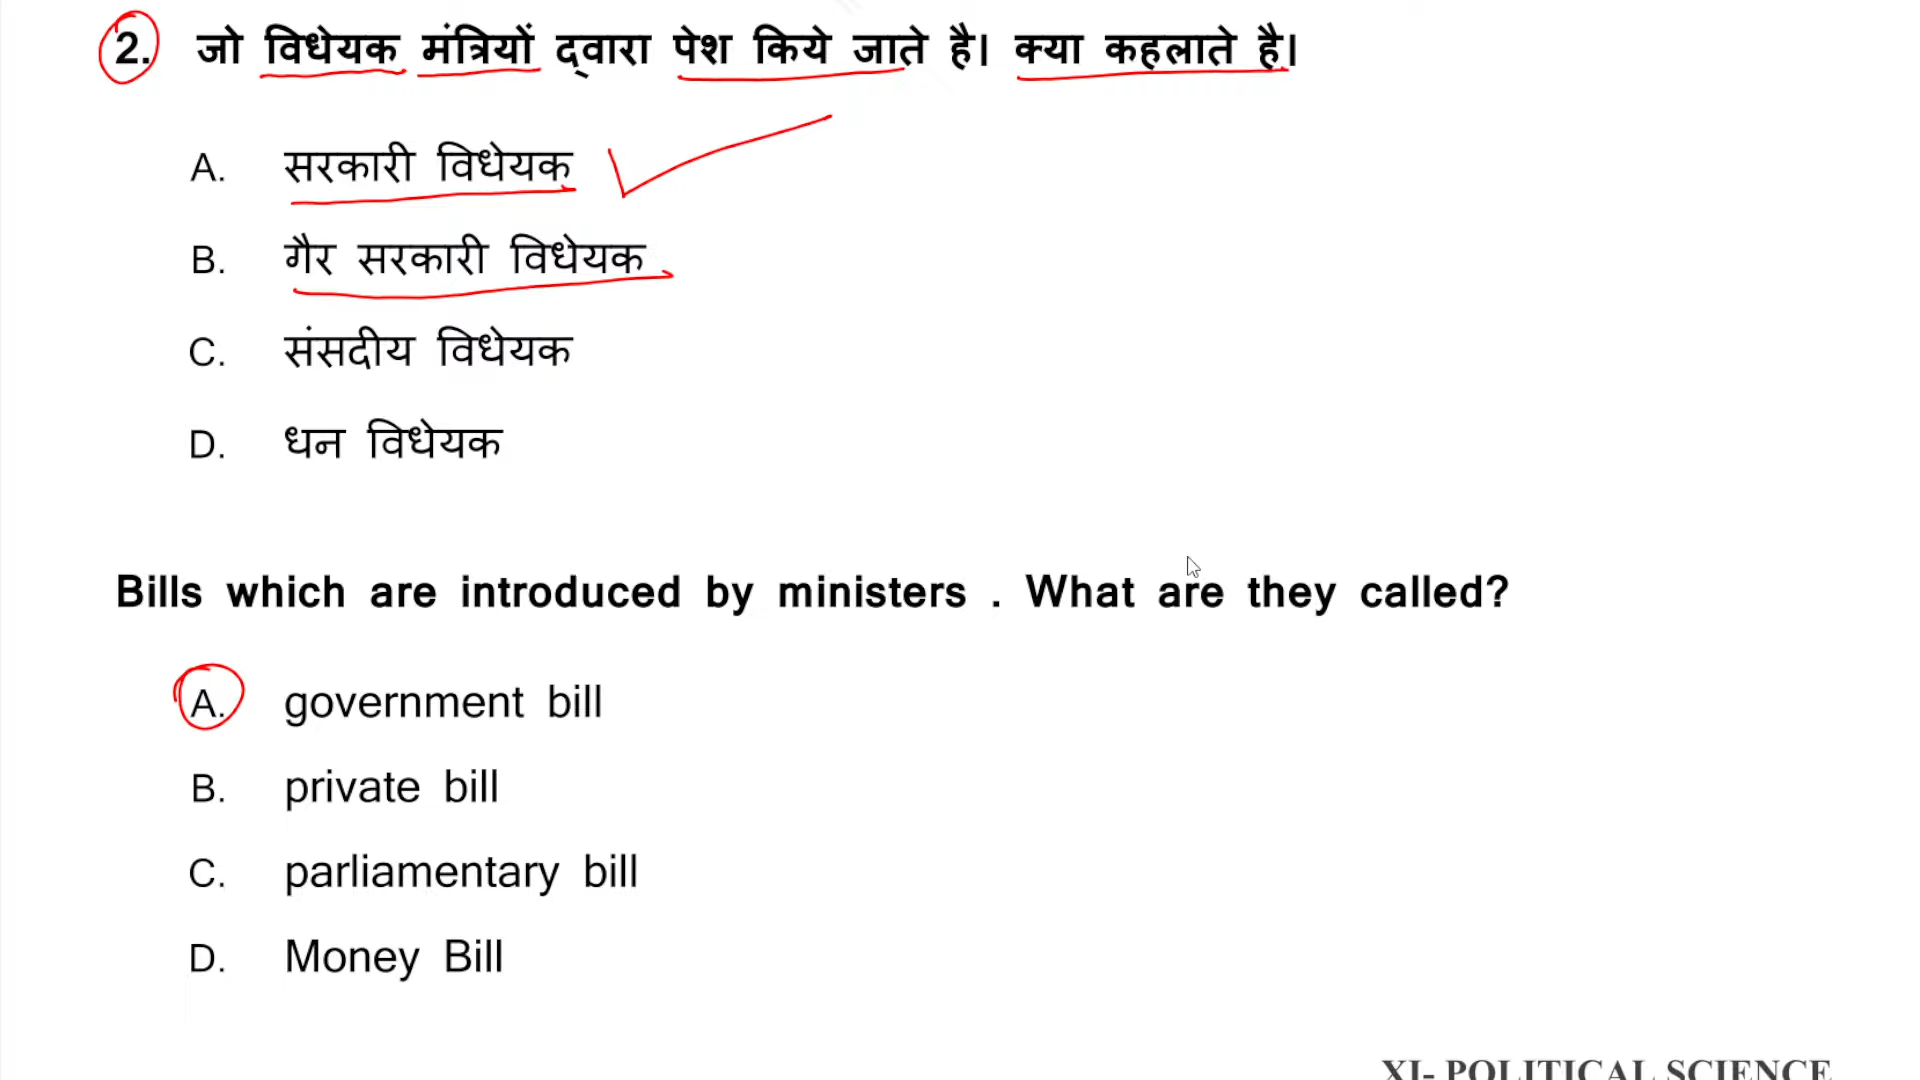 2. जो विधेयक मंत्रियों द्वारा पेश किये जाते है। क्या कहलाते है।
A. सरकारी विधेयक
B. गैर सरकारी विधेयक
C. संसदीय विधेयक
D. धन विधेयक
Bills which are introduced by ministers . What are they called?
A. government bill
B. private bill
C. parliamentary bill
D. Money Bill
XI- POLITICAL SCIENCE